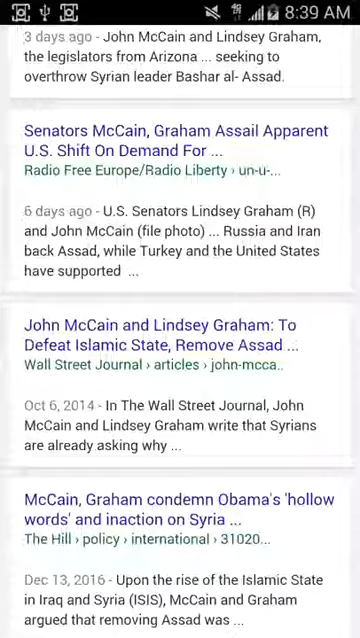 8:39 AM
3 days ago - John McCain and Lindsey Graham,
the legislators from Arizona ... seeking to
overthrow Syrian leader Bashar al- Assad.
Senators McCain, Graham Assail Apparent
U.S. Shift On Demand For ...
Radio Free Europe/Radio Liberty › un-u-...
6 days ago - U.S. Senators Lindsey Graham (R)
and John McCain (file photo) ... Russia and Iran
back Assad, while Turkey and the United States
have supported ...
John McCain and Lindsey Graham: To
Defeat Islamic State, Remove Assad ...
Wall Street Journal › articles › john-mcca..
Oct 6, 2014 - In The Wall Street Journal, John
McCain and Lindsey Graham write that Syrians
are already asking why ...
McCain, Graham condemn Obama's 'hollow
words' and inaction on Syria ...
The Hill › policy › international › 31020...
Dec 13, 2016 - Upon the rise of the Islamic State
in Iraq and Syria (ISIS), McCain and Graham
argued that removing Assad was ...